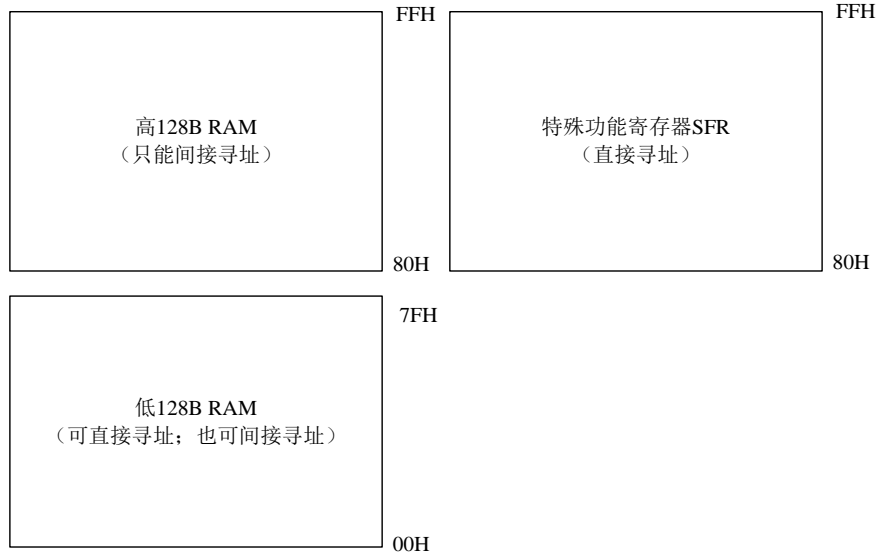 FFH
FFH
高128B RAM
（只能间接寻址）
特殊功能寄存器SFR
（直接寻址）
80H
80H
7FH
低128B RAM
（可直接寻址；也可间接寻址）
00H